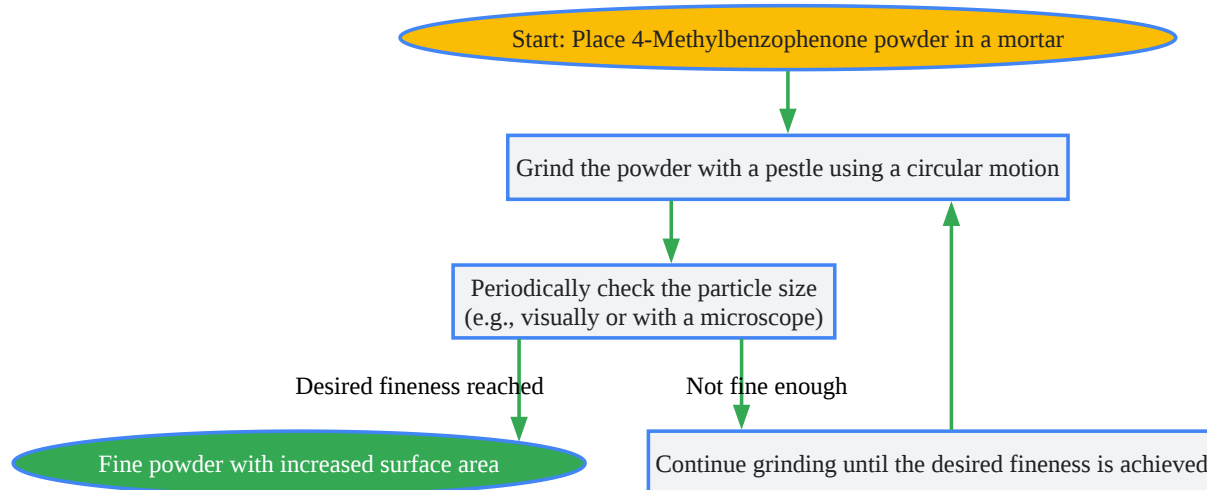 Start: Place 4-Methylbenzophenone powder in a mortar
Grind the powder with a pestle using a circular motion
Periodically check the particle size
(e.g., visually or with a microscope)
Desired fineness reached
Not fine enough
Fine powder with increased surface area
Continue grinding until the desired fineness is achieved